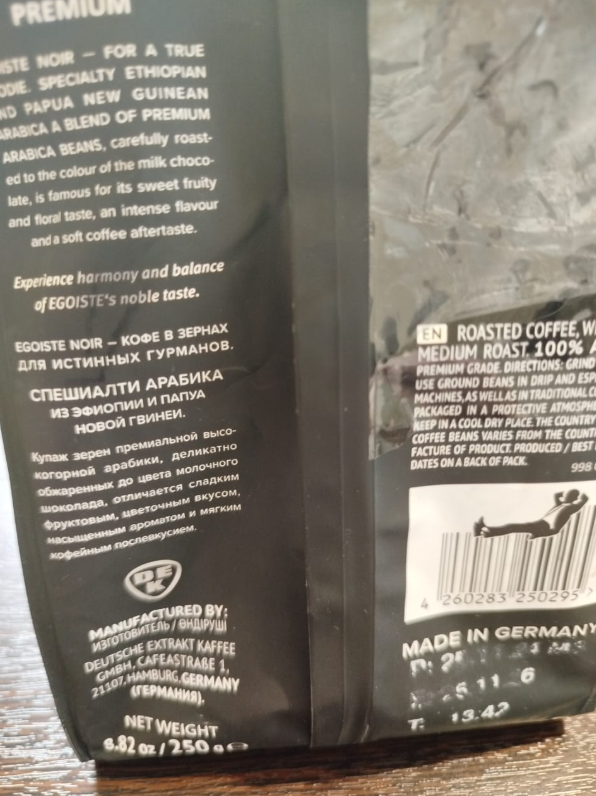 PREMIUM
NOIR – FOR A TRUE
SPECIALTY ETHIOPIAN
PAPUA NEW GUINEAN
ARABICA A BLEND OF PREMIUM
ARABICA BEANS, carefully roast-
ed to the colour of the milk choco-
late, is famous for its sweet fruity
and floral taste, an intense flavour
and a soft coffee aftertaste.
Experience harmony and balance
of EGOISTE's noble taste.
EGOISTE NOIR – КОФЕ В ЗЕРНАХ
ДЛЯ ИСТИННЫХ ГУРМАНОВ.
СПЕШИАЛТИ АРАБИКА
ИЗ ЭФИОПИИ И ПАПУА
НОВОЙ ГВИНЕИ.
Купаж зерен премиальной высо-
когорной арабики, деликатно
обжаренных до цвета молочного
шоколада, отличается сладким
фруктовым, цветочным вкусом,
насыщенным ароматом и мягким
кофейным послевкусием.
DEK
MANUFACTURED BY:
ИЗГОТОВИТЕЛЬ / ӨНДІРУШІ
DEUTSCHE EXTRAKT KAFFEE
GMBH, CAFEASTRAßE 1,
21107, HAMBURG, GERMANY
(ГЕРМАНИЯ).
NET WEIGHT
8.82 oz / 250 g e
EN ROASTED COFFEE,
MEDIUM ROAST. 100%
PREMIUM GRADE. DIRECTIONS: GRIND
USE GROUND BEANS IN DRIP AND
MACHINES, AS WELL AS IN TRADITIONAL
PACKAGED IN A PROTECTIVE
KEEP IN A COOL DRY PLACE. THE COUNTRY
COFFEE BEANS VARIES FROM THE
FACTURE OF PRODUCT. PRODUCED / BEST
DATES ON A BACK OF PACK.
998
4 260283 250295
MADE IN GERMANY
T: 13:42